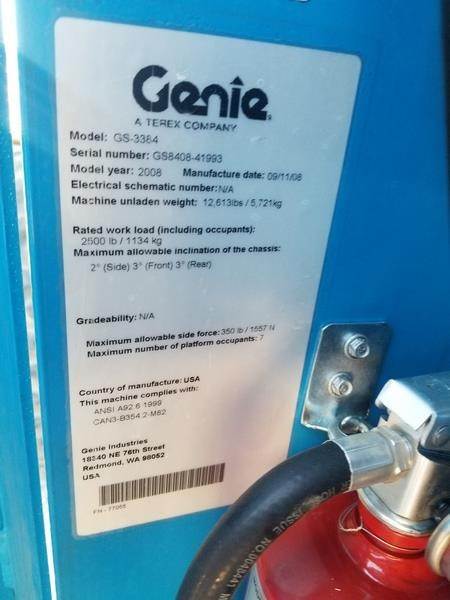 Genie
A TEREX COMPANY
Model: GS-3384
Serial number: GS8408-41993
Model year: 2008 Manufacture date: 09/11/08
Electrical schematic number: N/A
Machine unladen weight: 12,613lbs / 5,721kg
Rated work load (including occupants):
2500 lb / 1134 kg
Maximum allowable inclination of the chassis:
2° (Side) 3° (Front) 3° (Rear)
Gradeability: N/A
Maximum allowable side force: 350 lb / 1557 N
Maximum number of platform occupants: 7
Country of manufacture: USA
This machine complies with:
ANSI A92.6 1999
CAN3-B354.2-M82
Genie Industries
18340 NE 76th Street
Redmond, WA 98052
USA
PN - 77055